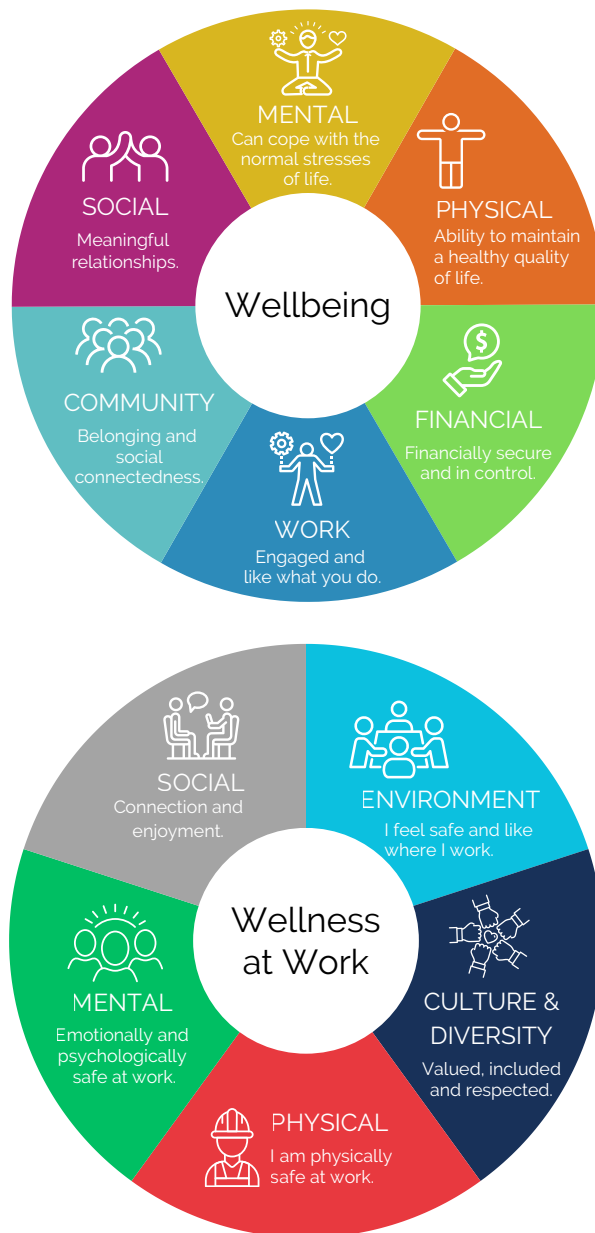 MENTAL
Can cope with the
normal stresses
of life.
PHYSICAL
Ability to maintain
a healthy quality
of life.
FINANCIAL
Financially secure
and in control.
WORK
Engaged and
like what you do.
COMMUNITY
Belonging and
social
connectedness.
SOCIAL
Meaningful
relationships.
Wellbeing
$
ENVIRONMENT
I feel safe and like
where I work.
CULTURE &
DIVERSITY
Valued, included
and respected.
PHYSICAL
I am physically
safe at work.
MENTAL
Emotionally and
psychologically
safe at work.
SOCIAL
Connection and
enjoyment.
Wellness
at Work